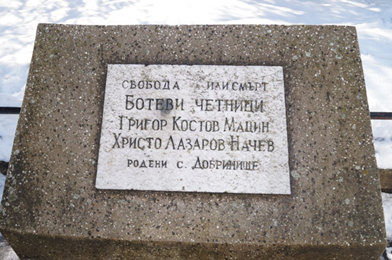 СВОБОДА ИЛИ СМЪРТ
БОТЕВИ ЧЕТНИЦИ
ГРИГОР КОСТОВ МАЦИН
ХРИСТО ЛАЗАРОВ НАЧЕВ
РОДЕНИ С. ДОБРИНИЩЕ